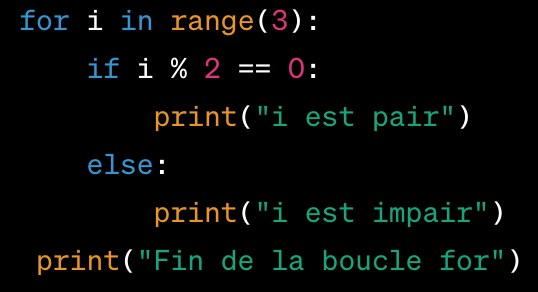 for i in range(3):
    if i % 2 == 0:
        print("i est pair")
    else:
        print("i est impair")
 print("Fin de la boucle for")